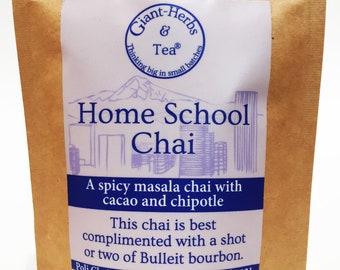 Giant-Herbs
&
Tea®
Thinking big in small batches
Home School
Chai
A spicy masala chai with
cacao and chipotle
This chai is best
complimented with a shot
or two of Bulleit bourbon.